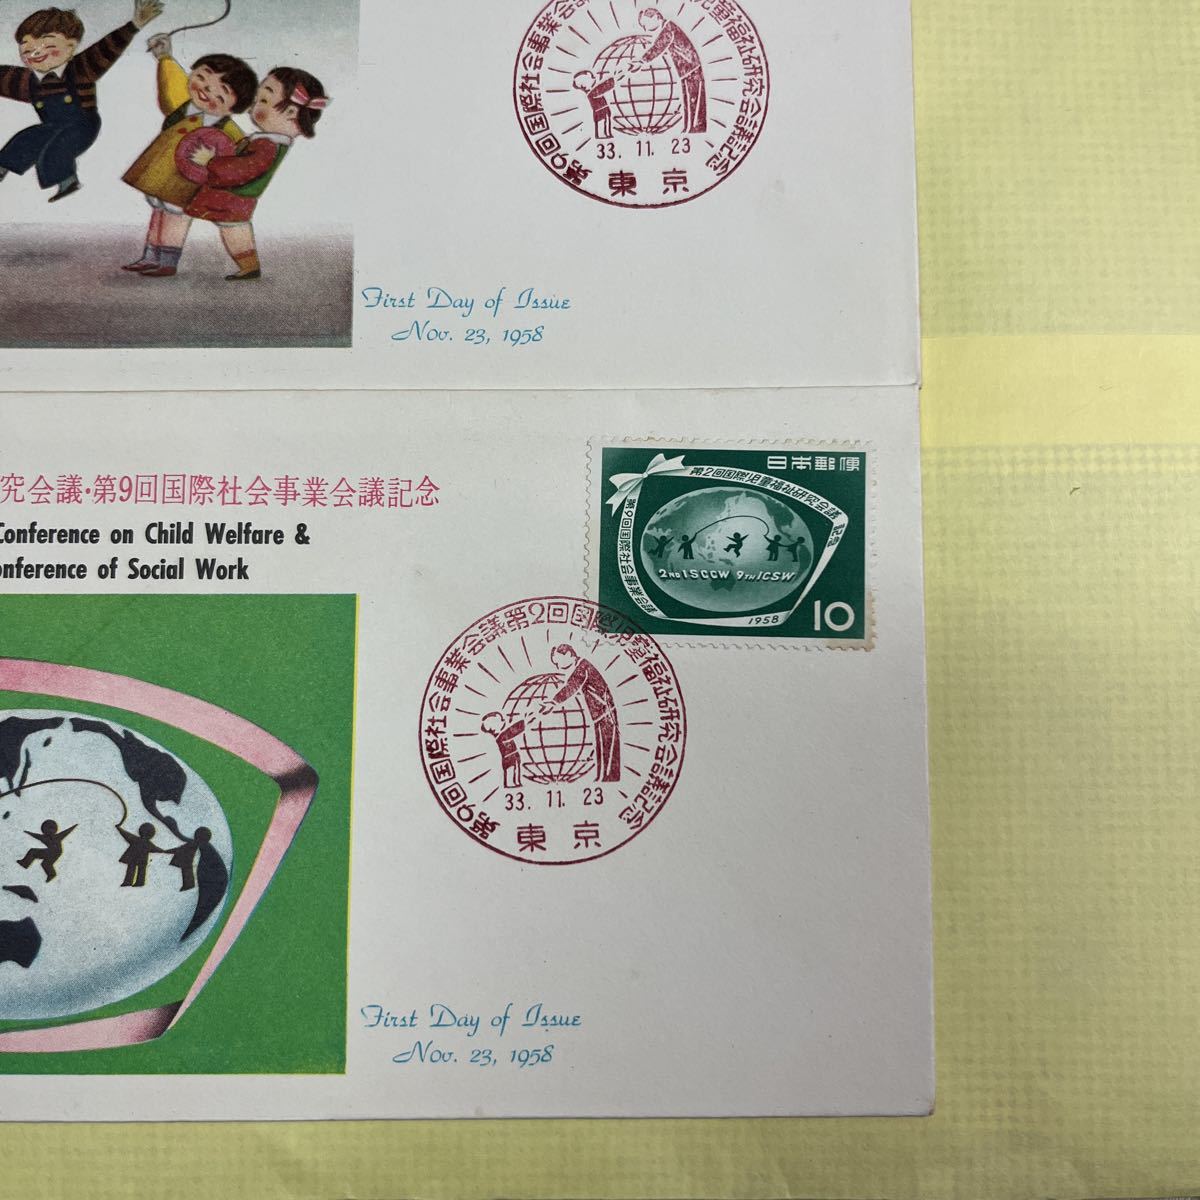 第9回国際社会事業会議
童福祉研究会議記念
33. 11. 23
東京
First Day of Issue
Nov. 23, 1958
究会議・第9回国際社会事業会議記念
Conference on Child Welfare &
onference of Social Work
日本郵便
第2回国際児童福祉研究会議
記念
第9回国際社会事業会議
2ND ISCCW 9TH ICSW
1958
10
第9回国際社会事業会議第2回国際児童福祉研究会議記念
33. 11. 23
東京
First Day of Issue
Nov. 23, 1958